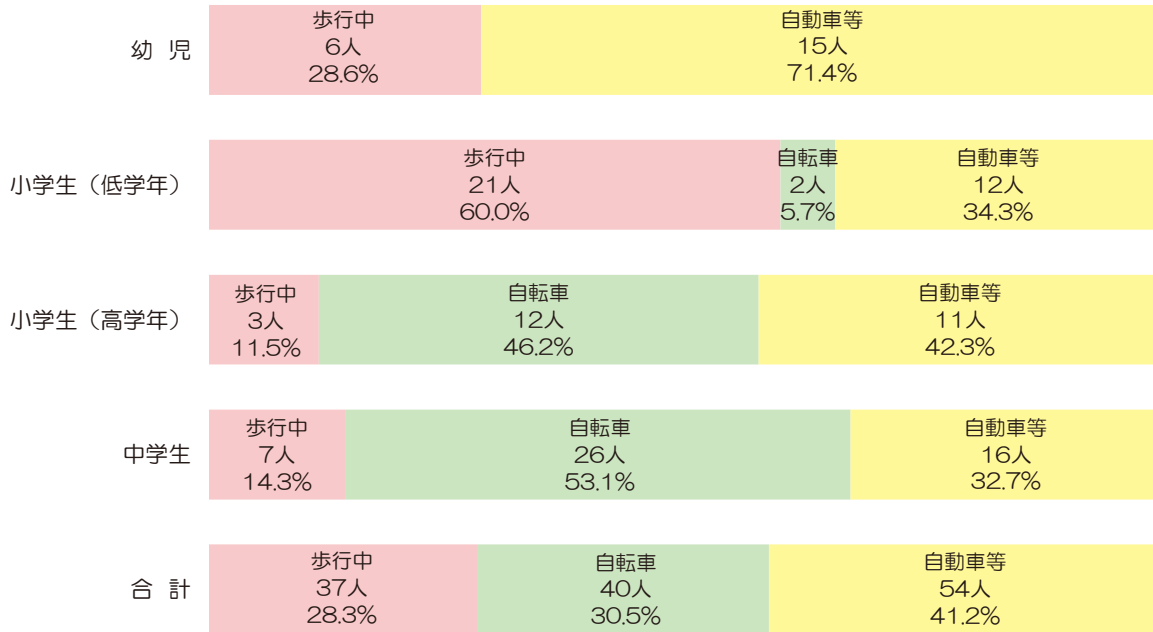 幼 児
歩行中
6人
28.6%
自動車等
15人
71.4%
小学生（低学年）
歩行中
21人
60.0%
自転車
2人
5.7%
自動車等
12人
34.3%
小学生（高学年）
歩行中
3人
11.5%
自転車
12人
46.2%
自動車等
11人
42.3%
中学生
歩行中
7人
14.3%
自転車
26人
53.1%
自動車等
16人
32.7%
合 計
歩行中
37人
28.3%
自転車
40人
30.5%
自動車等
54人
41.2%